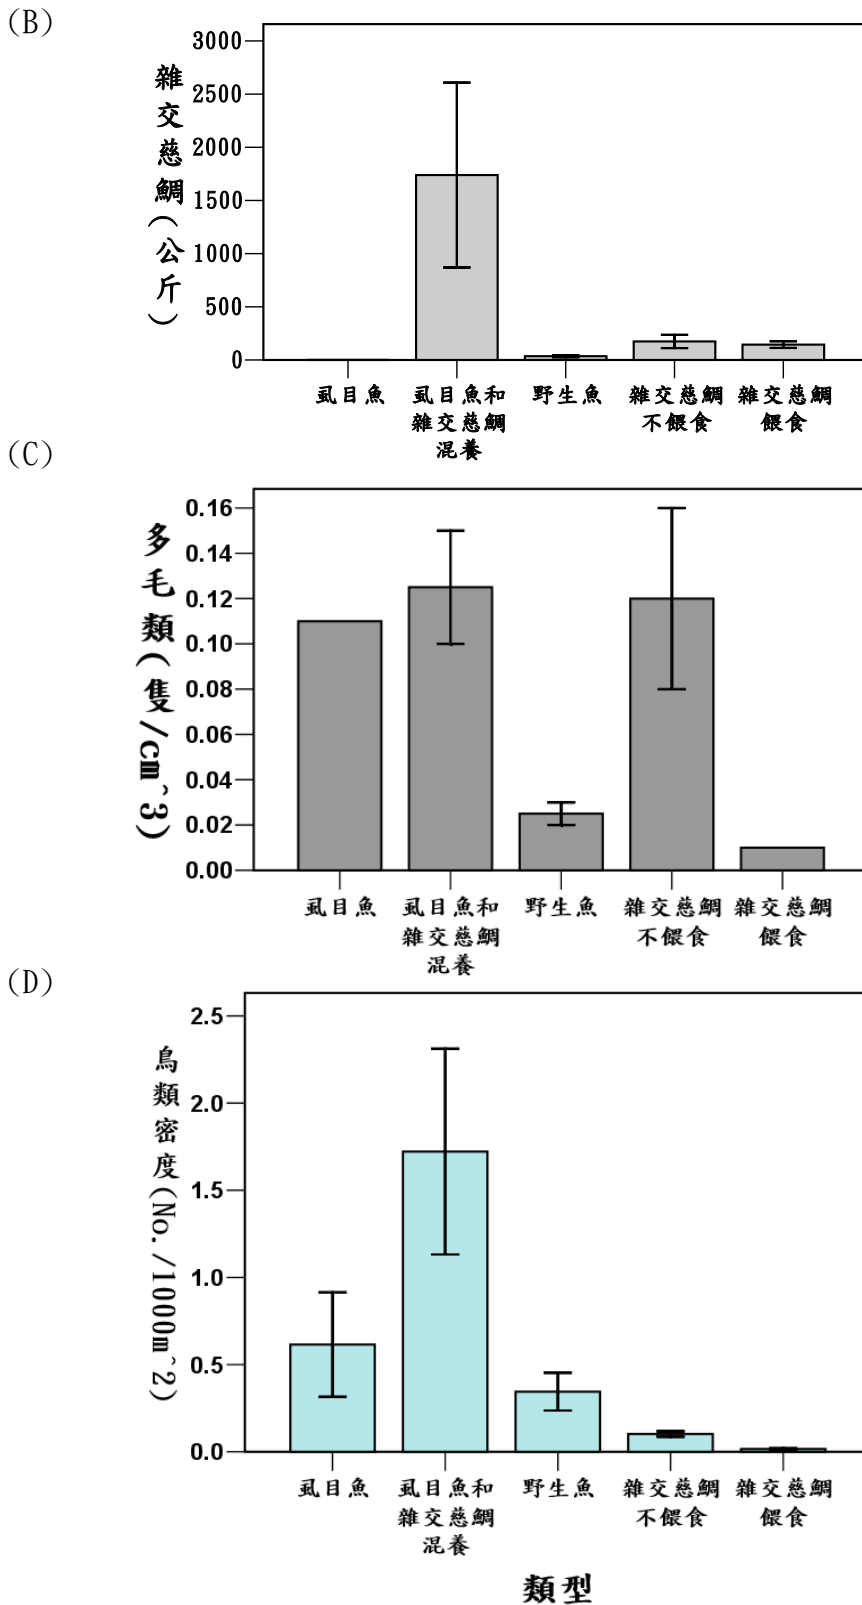 (B)
雜交慈鯛(公斤)
3000
2500
2000
1500
1000
500
0
虱目魚
虱目魚和
雜交慈鯛
混養
野生魚
雜交慈鯛
不餵食
雜交慈鯛
餵食
(C)
多毛類(隻/cm^3)
0.16
0.14
0.12
0.10
0.08
0.06
0.04
0.02
0.00
虱目魚
虱目魚和
雜交慈鯛
混養
野生魚
雜交慈鯛
不餵食
雜交慈鯛
餵食
(D)
鳥類密度(No./1000m^2)
2.5
2.0
1.5
1.0
0.5
0.0
虱目魚
虱目魚和
雜交慈鯛
混養
野生魚
雜交慈鯛
不餵食
雜交慈鯛
餵食
類型